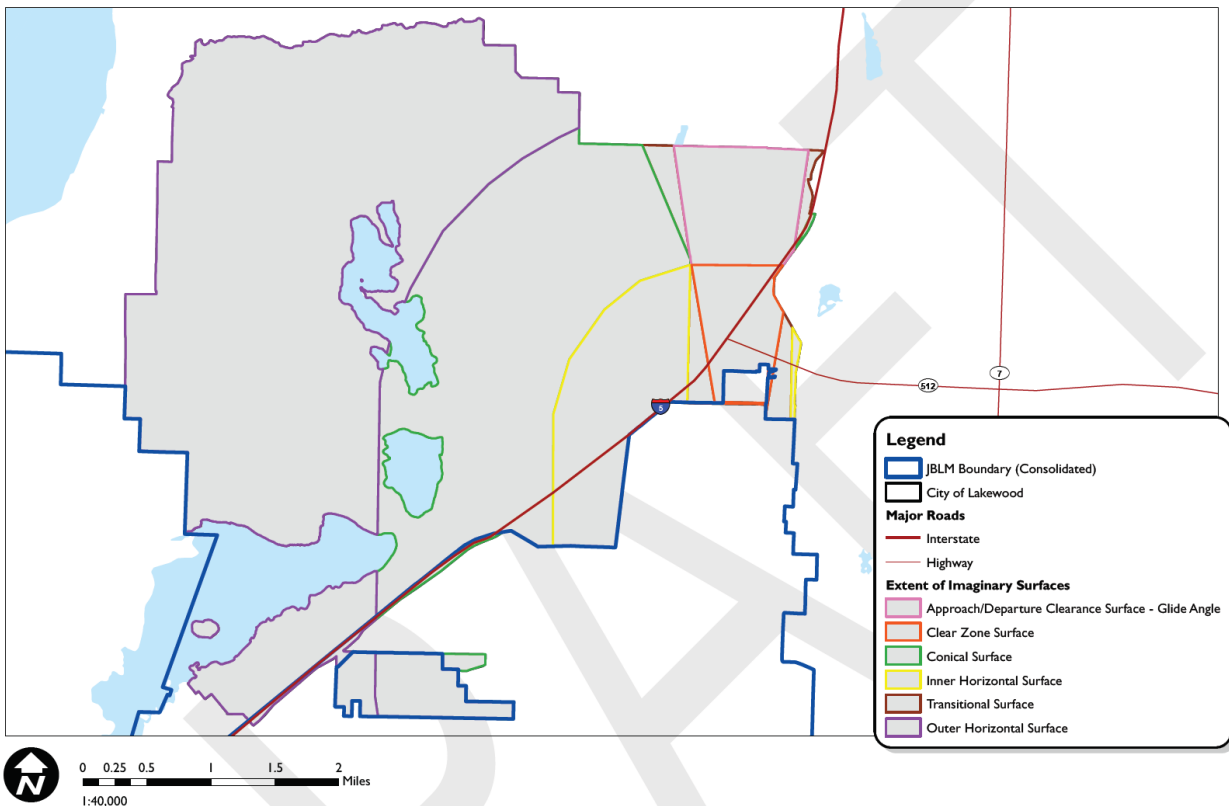 512
7
5
Legend
JBLM Boundary (Consolidated)
City of Lakewood
Major Roads
Interstate
Highway
Extent of Imaginary Surfaces
Approach/Departure Clearance Surface - Glide Angle
Clear Zone Surface
Conical Surface
Inner Horizontal Surface
Transitional Surface
Outer Horizontal Surface
N
0 0.25 0.5 1 1.5 2
Miles
1:40,000
DRAFT